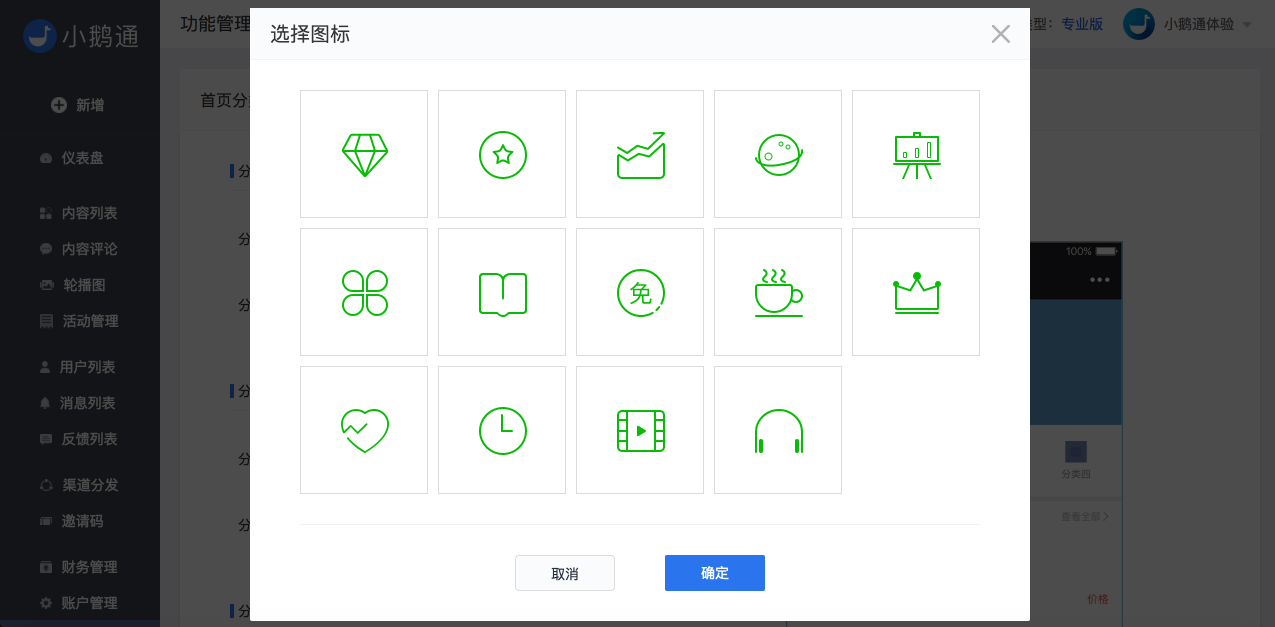 小鹅通
功能管理
选择图标
型：
专业版
小鹅通体验
新增
仪表盘
内容列表
内容评论
轮播图
活动管理
用户列表
消息列表
反馈列表
渠道分发
邀请码
财务管理
账户管理
首页分
分
分
分
分
分
分
分
免
100%
分类四
查看全部
价格
取消
确定